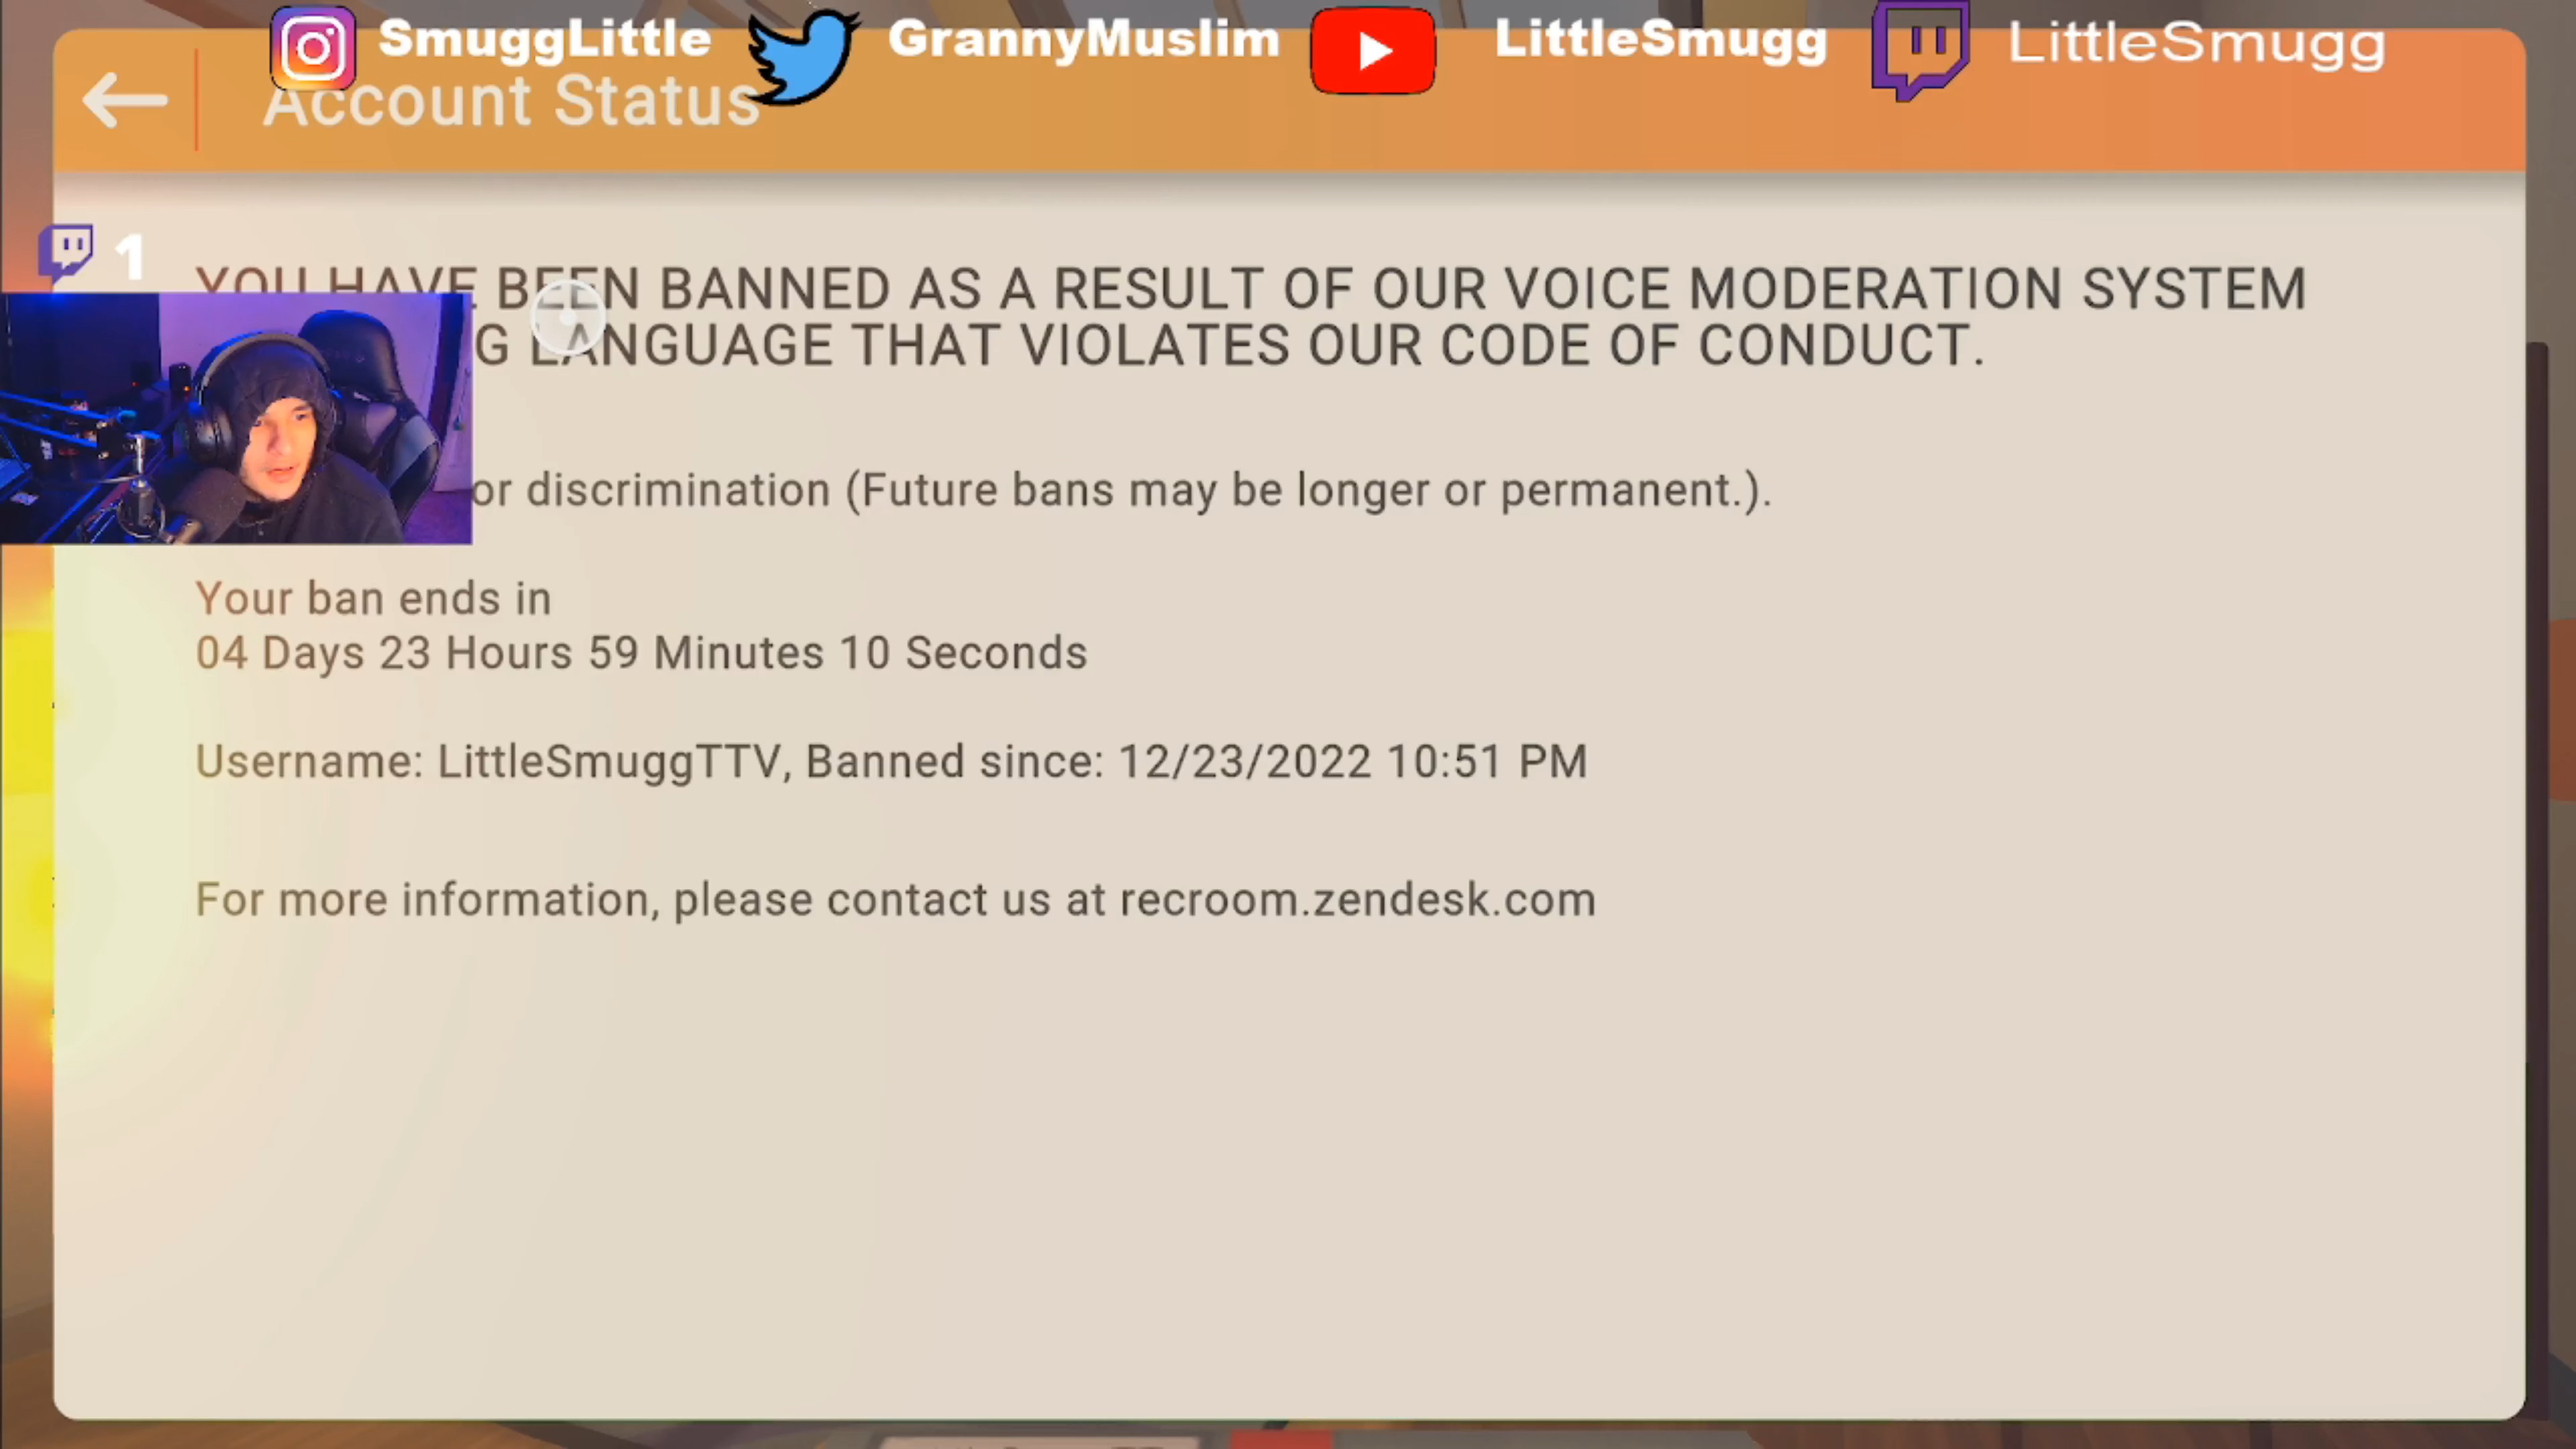 SmuggLittle GrannyMuslim LittleSmugg LittleSmugg
Account Status
1
YOU HAVE BEEN BANNED AS A RESULT OF OUR VOICE MODERATION SYSTEM
LANGUAGE THAT VIOLATES OUR CODE OF CONDUCT.
or discrimination (Future bans may be longer or permanent.).
Your ban ends in
04 Days 23 Hours 59 Minutes 10 Seconds
Username: LittleSmuggTTV, Banned since: 12/23/2022 10:51 PM
For more information, please contact us at recroom.zendesk.com